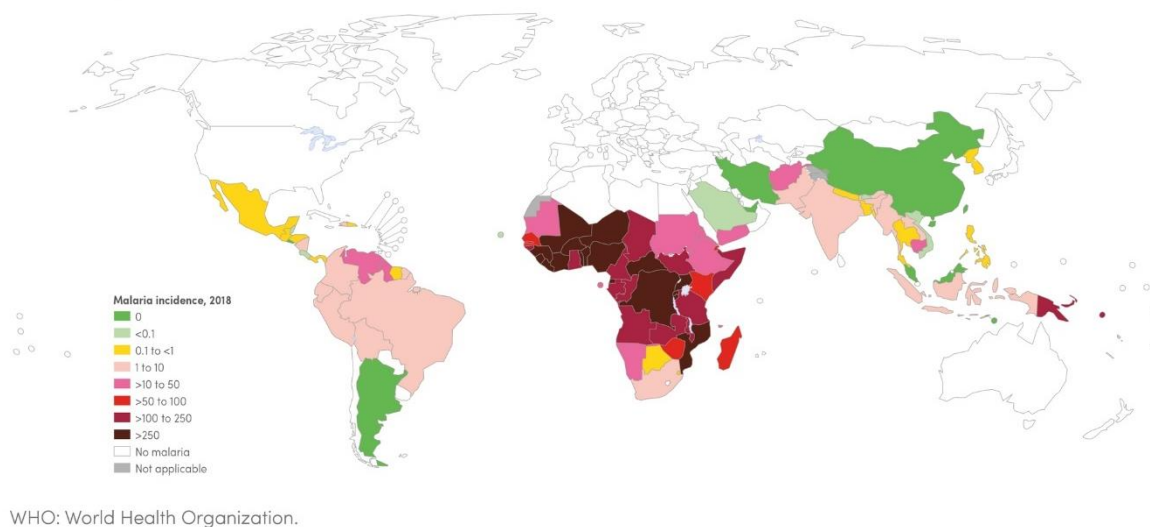 Malaria incidence, 2018
0
<0.1
0.1 to <1
1 to 10
>10 to 50
>50 to 100
>100 to 250
>250
No malaria
Not applicable
WHO: World Health Organization.